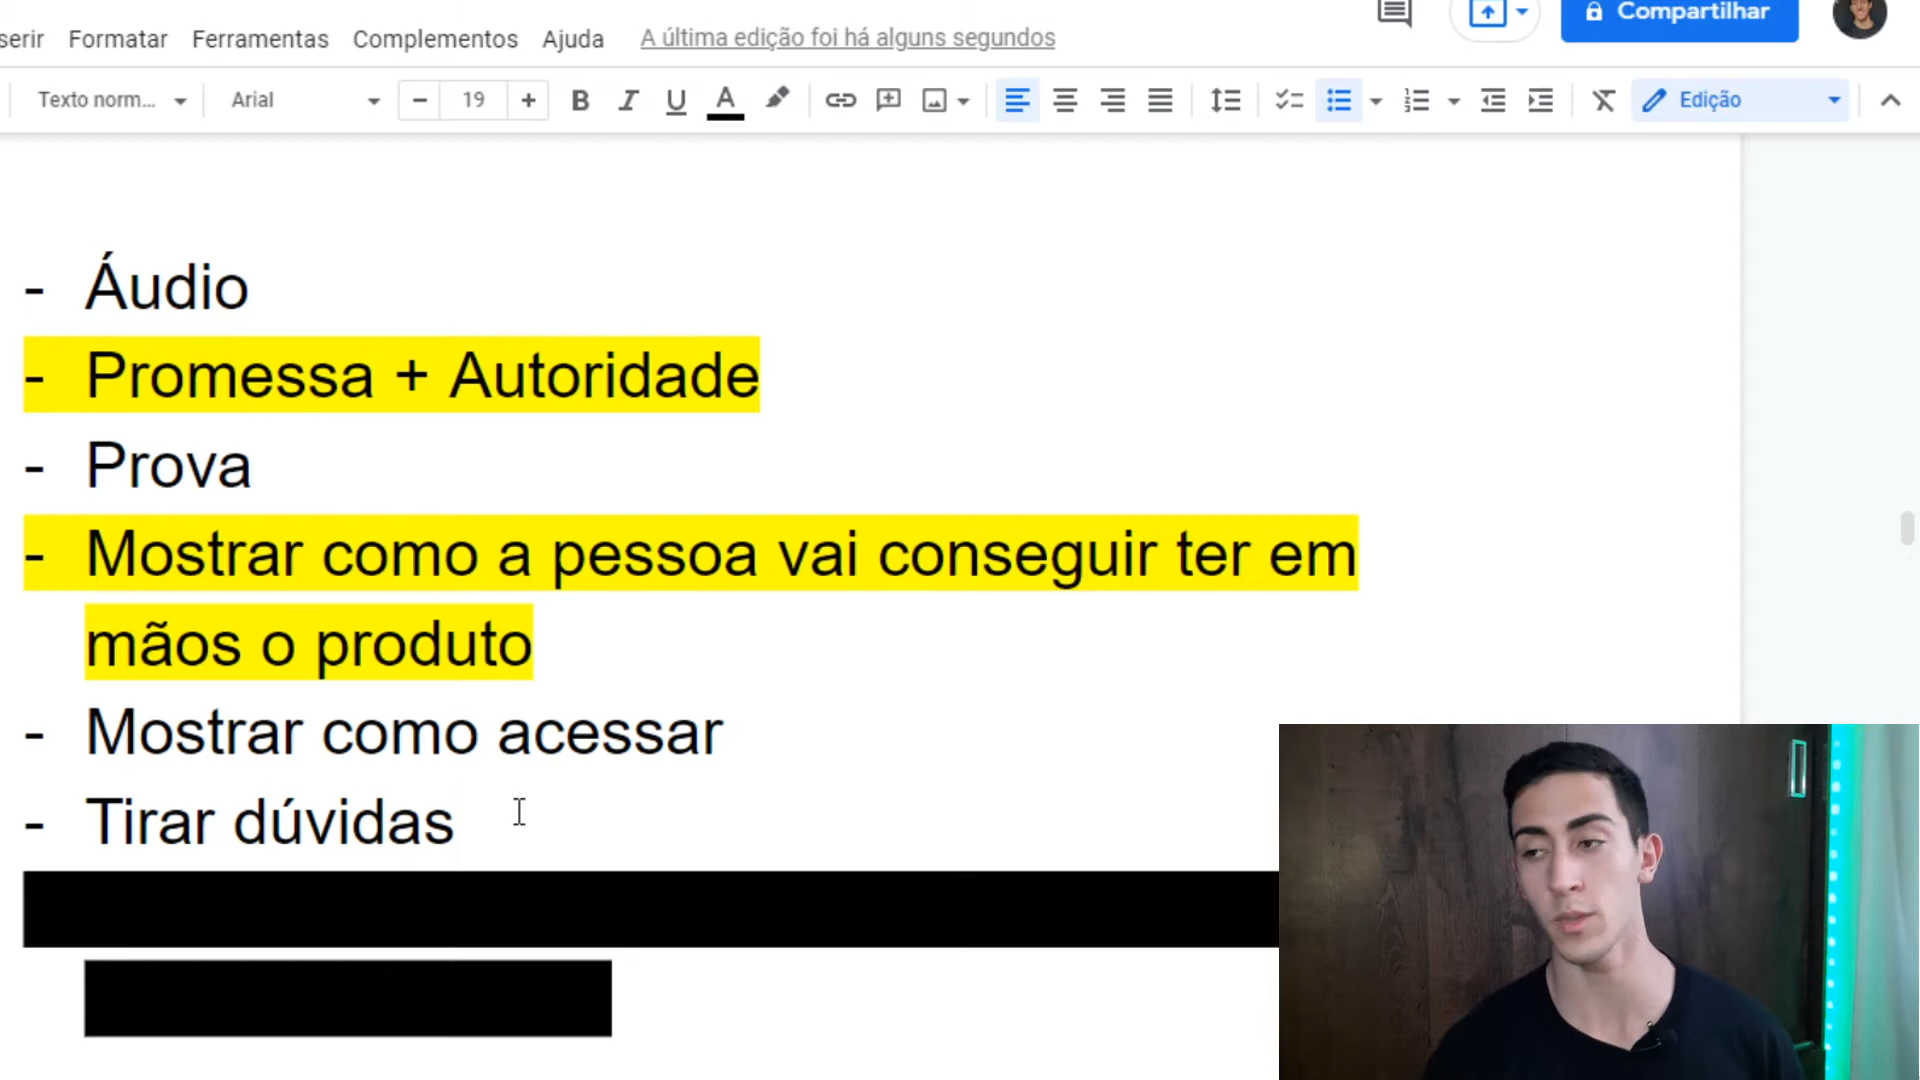 serir Formatar Ferramentas Complementos Ajuda A última edição foi há alguns segundos Compartilhar
Texto norm... Arial 19 B I U A Edição
- Áudio
- Promessa + Autoridade
- Prova
- Mostrar como a pessoa vai conseguir ter em
mãos o produto
- Mostrar como acessar
- Tirar dúvidas